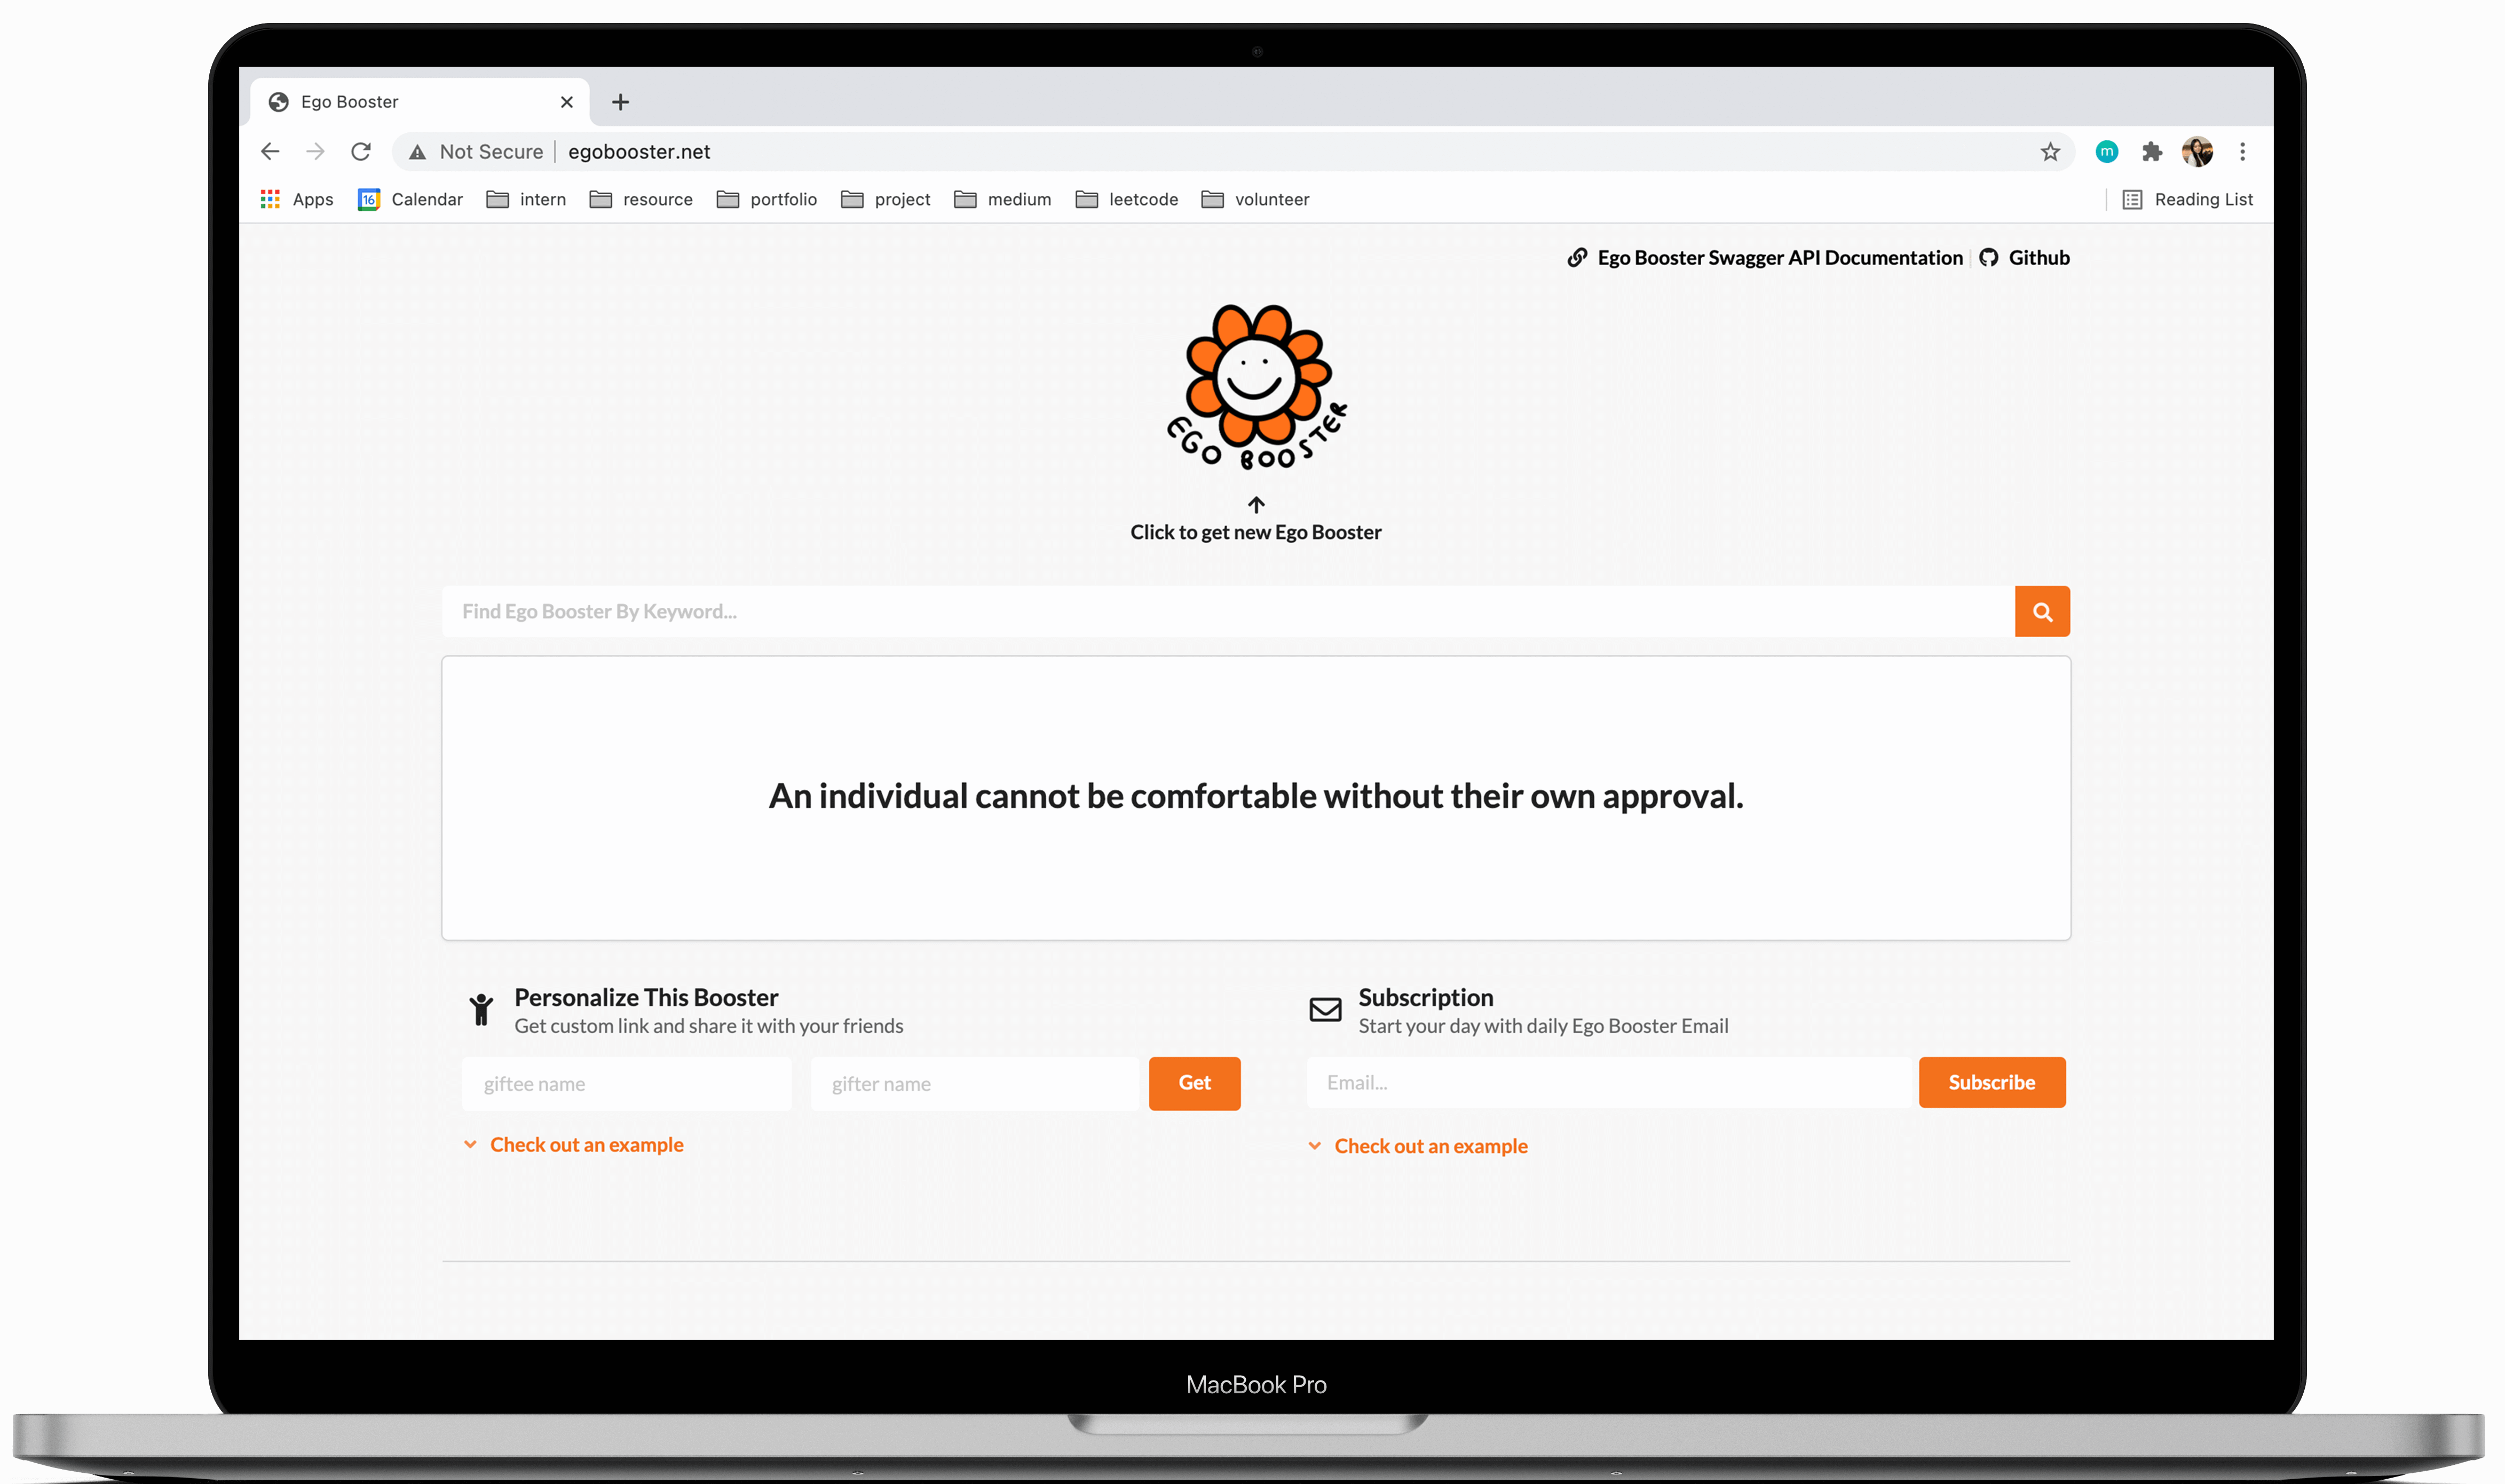 Ego Booster
Not Secure egobooster.net
m
Apps 16 Calendar intern resource portfolio project medium leetcode volunteer Reading List
Ego Booster Swagger API Documentation Github
EGO BOOSTER
Click to get new Ego Booster
Find Ego Booster By Keyword...
An individual cannot be comfortable without their own approval.
Personalize This Booster
Get custom link and share it with your friends
giftee name gifter name Get
Check out an example
Subscription
Start your day with daily Ego Booster Email
Email... Subscribe
Check out an example
MacBook Pro